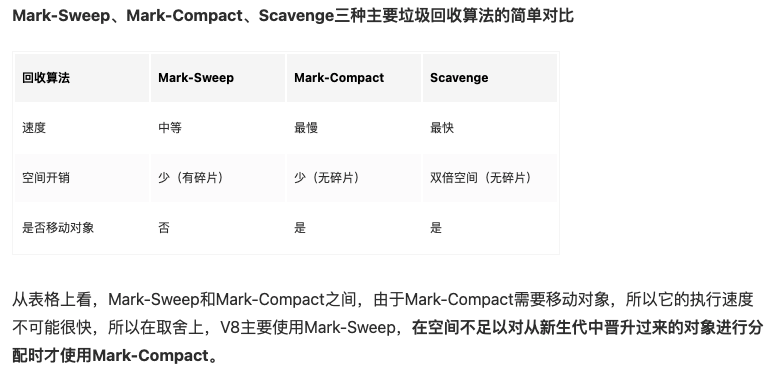 Mark-Sweep、Mark-Compact、Scavenge三种主要垃圾回收算法的简单对比
回收算法 Mark-Sweep Mark-Compact Scavenge
速度 中等 最慢 最快
空间开销 少（有碎片） 少（无碎片） 双倍空间（无碎片）
是否移动对象 否 是 是
从表格上看，Mark-Sweep和Mark-Compact之间，由于Mark-Compact需要移动对象，所以它的执行速度
不可能很快，所以在取舍上，V8主要使用Mark-Sweep，在空间不足以对从新生代中晋升过来的对象进行分
配时才使用Mark-Compact。